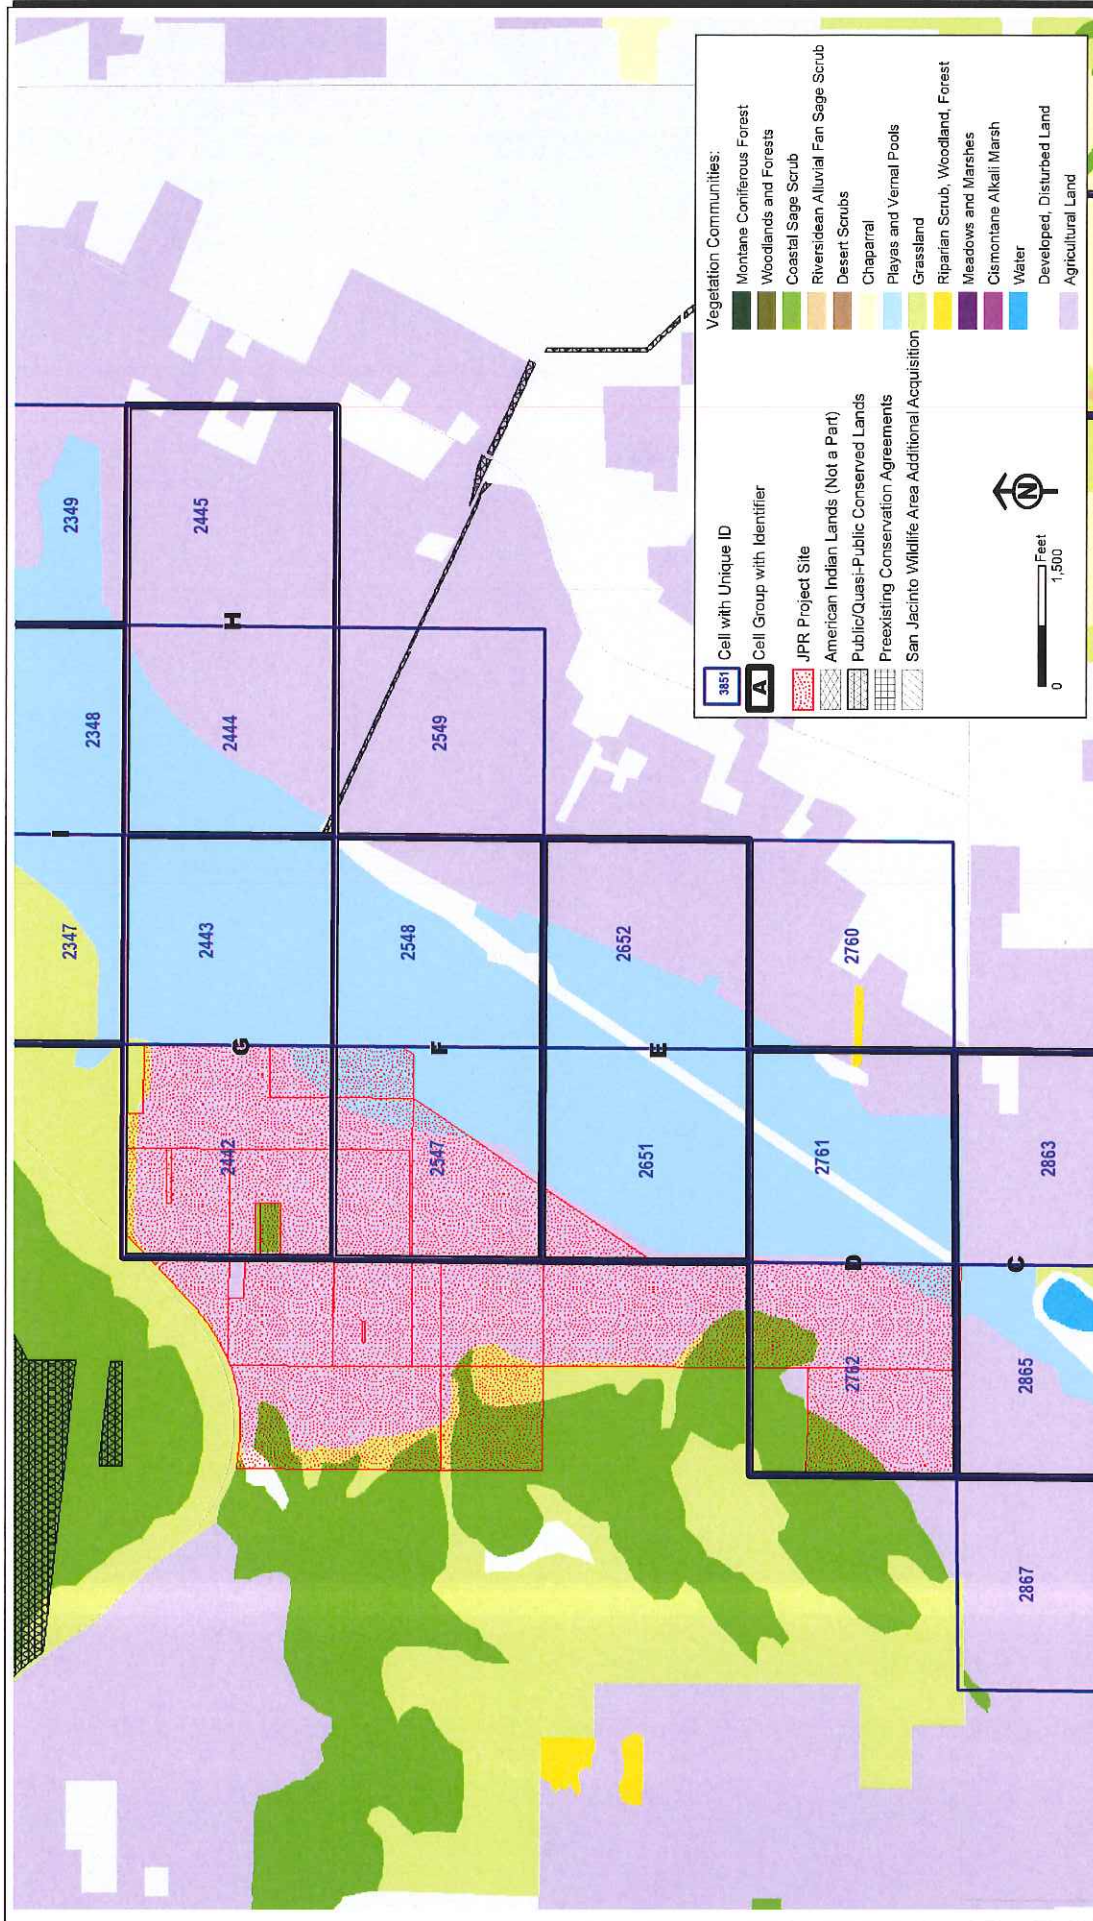 2349
2445
2348
2444
H
2549
I
2347
2443
2548
2652
2760
G
F
E
2442
2547
2651
2761
2863
D
C
2762
2865
2867
3851
Cell with Unique ID
A
Cell Group with Identifier
JPR Project Site
American Indian Lands (Not a Part)
Public/Quasi-Public Conserved Lands
Preexisting Conservation Agreements
San Jacinto Wildlife Area Additional Acquisition
Vegetation Communities:
Montane Coniferous Forest
Woodlands and Forests
Coastal Sage Scrub
Riversidean Alluvial Fan Sage Scrub
Desert Scrubs
Chaparral
Playas and Vernal Pools
Grassland
Riparian Scrub, Woodland, Forest
Meadows and Marshes
Cismontane Alkali Marsh
Water
Developed, Disturbed Land
Agricultural Land
N
Feet
0 1,500